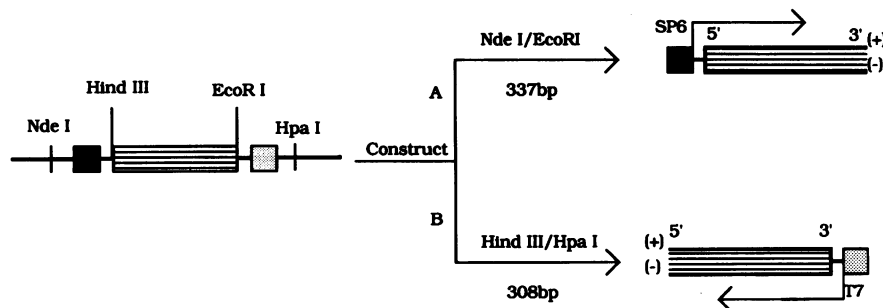 Nde I
Hind III
EcoR I
Hpa I
Construct
A
Nde I/EcoRI
337bp
SP6
5' 3'
(+)
(-)
B
Hind III/Hpa I
308bp
5' 3'
(+)
(-)
T7